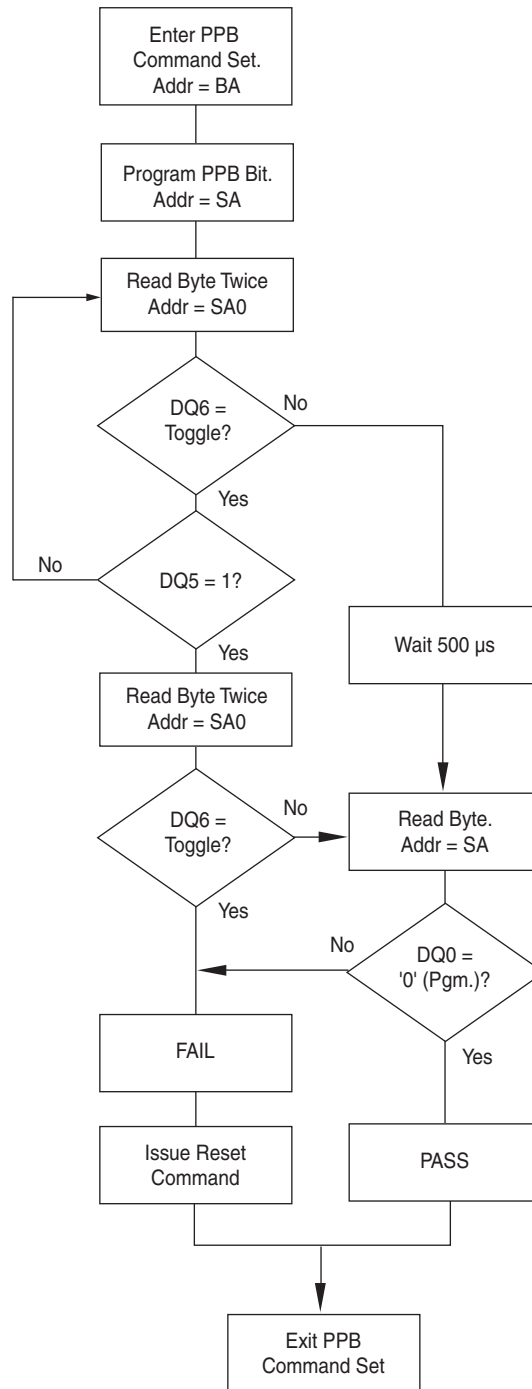 Enter PPB
Command Set.
Addr = BA
Program PPB Bit.
Addr = SA
Read Byte Twice
Addr = SA0
DQ6 =
Toggle?
No
Yes
DQ5 = 1?
No
Yes
Wait 500 µs
Read Byte Twice
Addr = SA0
DQ6 =
Toggle?
No
Yes
Read Byte.
Addr = SA
DQ0 =
'0' (Pgm.)?
No
Yes
FAIL
Issue Reset
Command
PASS
Exit PPB
Command Set